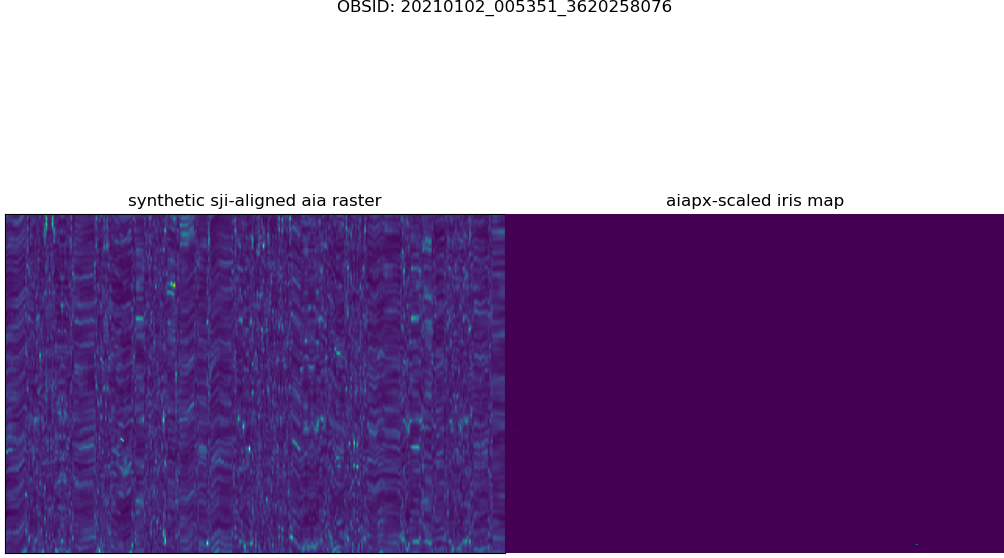 OBSID: 20210102_005351_3620258076
synthetic sji-aligned aia raster
aiapx-scaled iris map